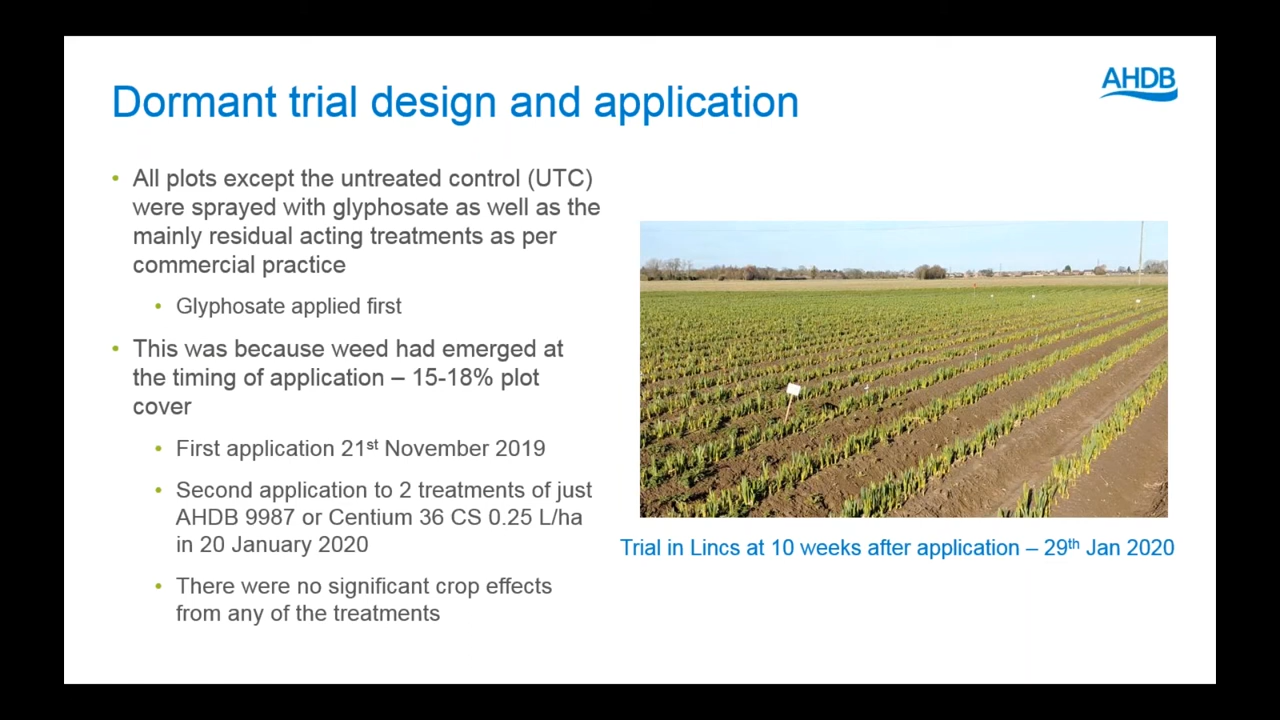 AHDB
Dormant trial design and application
• All plots except the untreated control (UTC)
were sprayed with glyphosate as well as the
mainly residual acting treatments as per
commercial practice
• Glyphosate applied first
• This was because weed had emerged at
the timing of application – 15-18% plot
cover
• First application 21st November 2019
• Second application to 2 treatments of just
AHDB 9987 or Centium 36 CS 0.25 L/ha
in 20 January 2020
• There were no significant crop effects
from any of the treatments
Trial in Lincs at 10 weeks after application – 29th Jan 2020